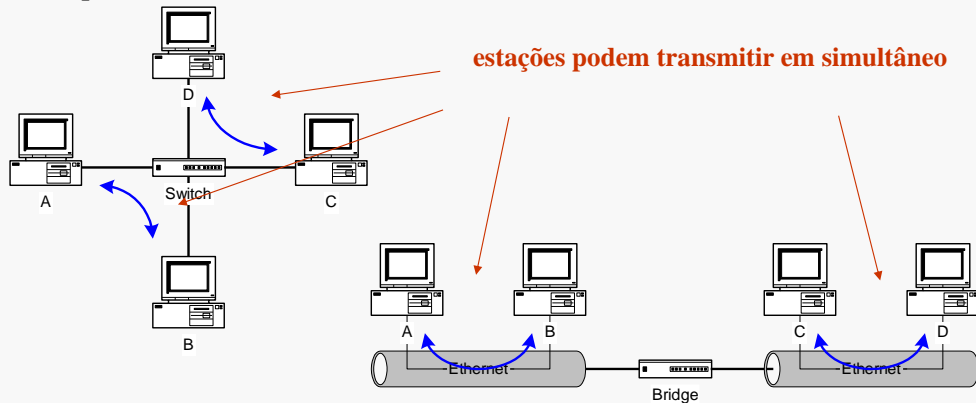 estações podem transmitir em simultâneo
D
A
Switch
C
B
A
B
C
D
Ethernet
Ethernet
Bridge